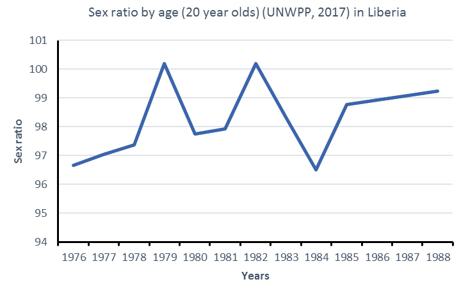 Sex ratio by age (20 year olds) (UNWPP, 2017) in Liberia
101
100
99
98
97
96
95
94
Sex ratio
1976 1977 1978 1979 1980 1981 1982 1983 1984 1985 1986 1987 1988
Years